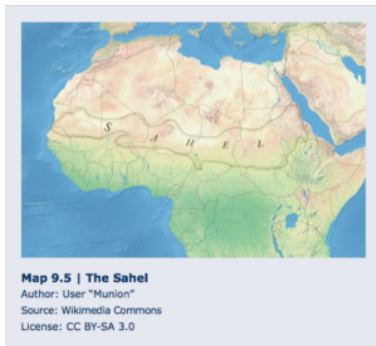 S A H E L
Map 9.5 | The Sahel
Author: User “Munion”
Source: Wikimedia Commons
License: CC BY-SA 3.0